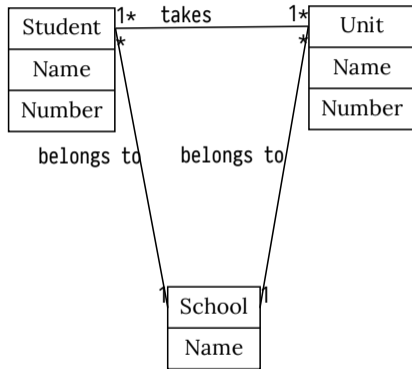 Student
1*
takes
1*
Unit
*
*
Name
Name
Number
Number
belongs to
belongs to
1
1
School
Name